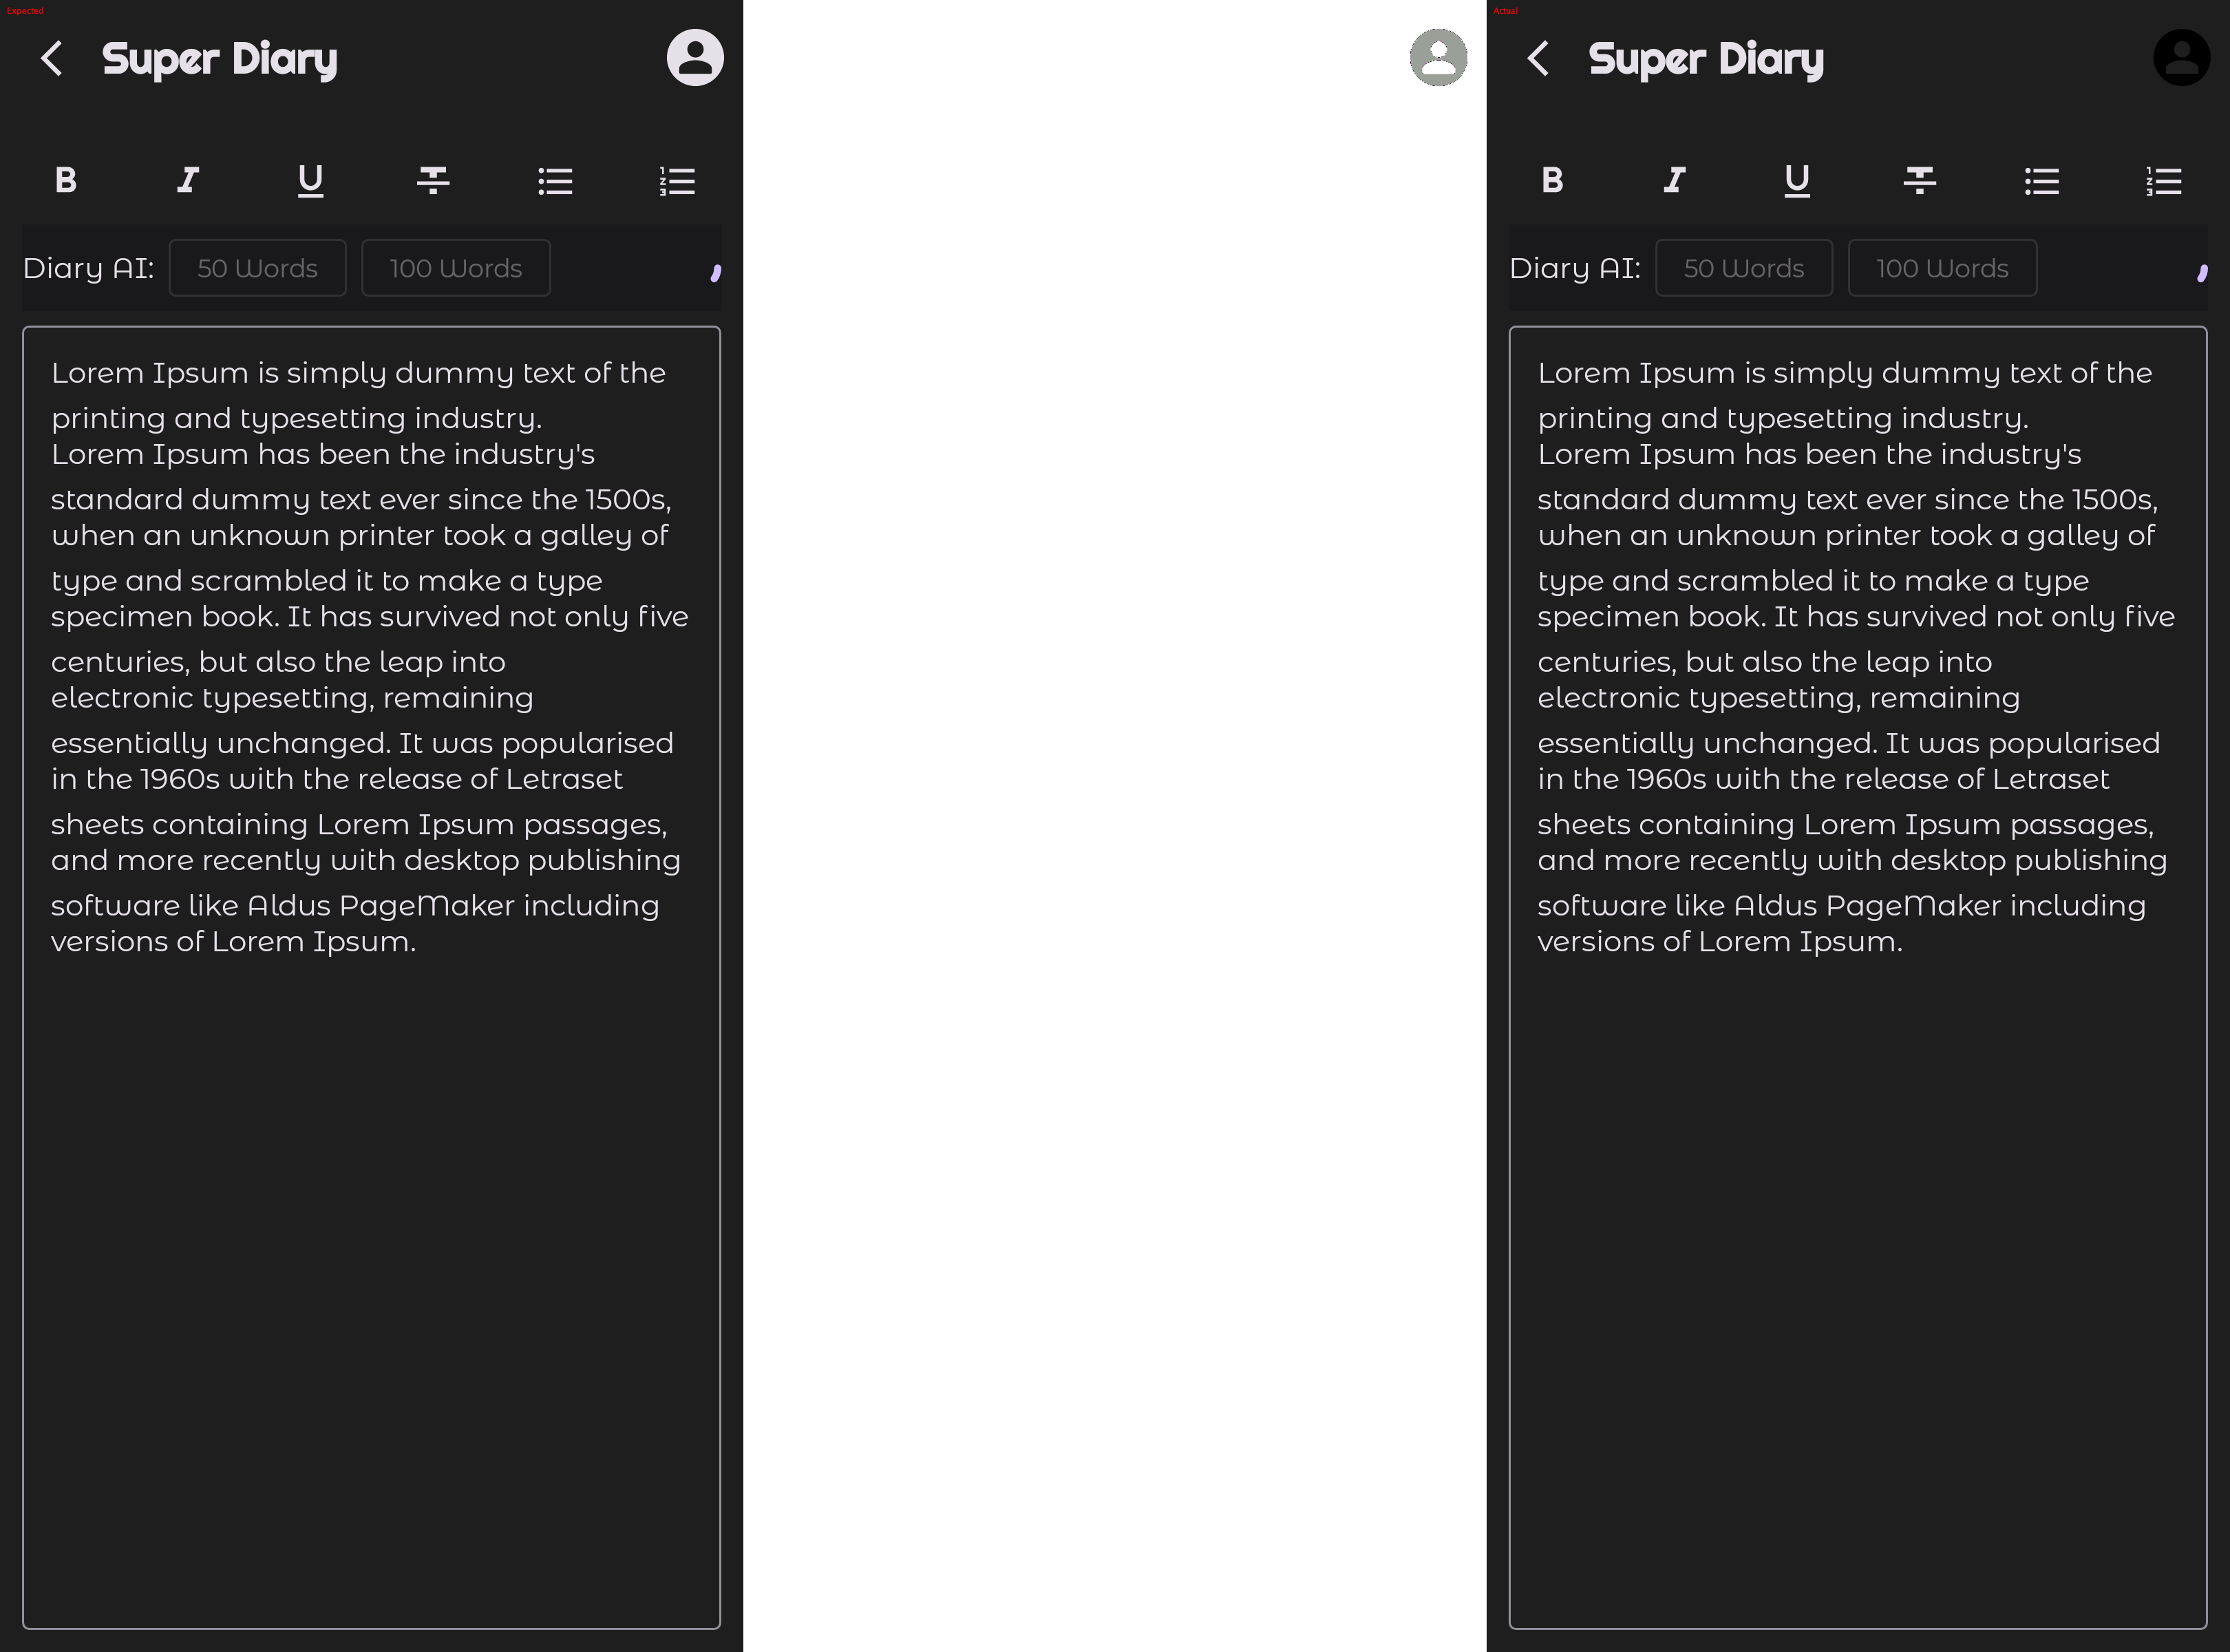 Expected
Super Diary
B I U T
1
2
3
Diary AI: 50 Words 100 Words
Lorem Ipsum is simply dummy text of the
printing and typesetting industry.
Lorem Ipsum has been the industry's
standard dummy text ever since the 1500s,
when an unknown printer took a galley of
type and scrambled it to make a type
specimen book. It has survived not only five
centuries, but also the leap into
electronic typesetting, remaining
essentially unchanged. It was popularised
in the 1960s with the release of Letraset
sheets containing Lorem Ipsum passages,
and more recently with desktop publishing
software like Aldus PageMaker including
versions of Lorem Ipsum.
Actual
Super Diary
B I U T
1
2
3
Diary AI: 50 Words 100 Words
Lorem Ipsum is simply dummy text of the
printing and typesetting industry.
Lorem Ipsum has been the industry's
standard dummy text ever since the 1500s,
when an unknown printer took a galley of
type and scrambled it to make a type
specimen book. It has survived not only five
centuries, but also the leap into
electronic typesetting, remaining
essentially unchanged. It was popularised
in the 1960s with the release of Letraset
sheets containing Lorem Ipsum passages,
and more recently with desktop publishing
software like Aldus PageMaker including
versions of Lorem Ipsum.